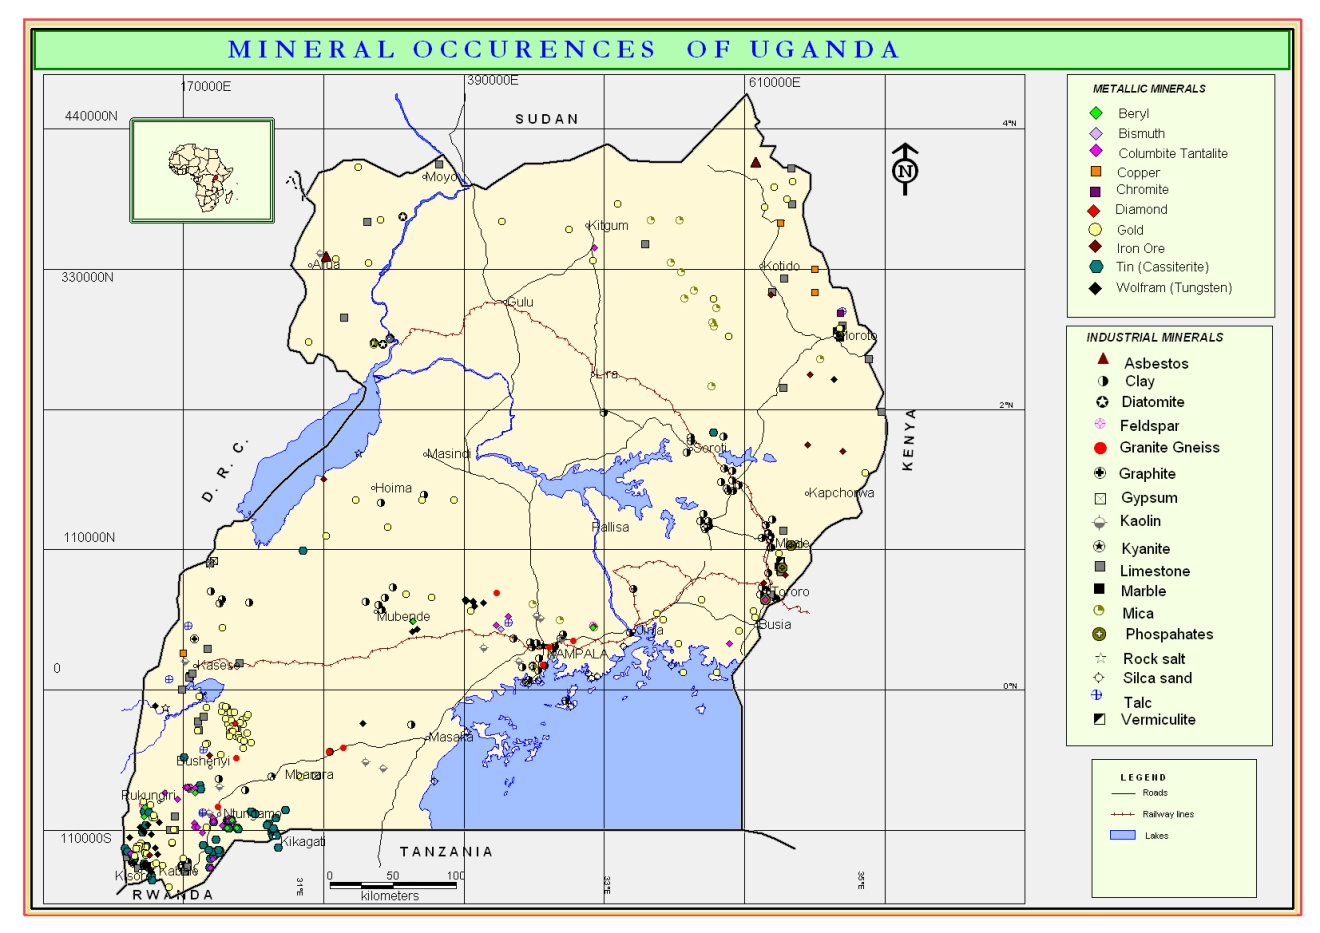 MINERAL OCCURENCES OF UGANDA
170000E
390000E
610000E
440000N
SUDAN
4°N
N
Moyo
Kitgum
Arua
Kotido
330000N
Gulu
Moroto
Lira
2°N
KENYA
D. R. C.
Masindi
Soroti
Hoima
Kapchorwa
Pallisa
110000N
Mbale
Tororo
Mubende
Busia
Jinja
KAMPALA
0
Kasese
0°N
Masaka
Bushenyi
Mbarara
Rukungiri
Ntungamo
110000S
Kikagati
TANZANIA
Kisoro
Kabale
RWANDA
31°E
33°E
35°E
0 50 100
kilometers
METALLIC MINERALS
Beryl
Bismuth
Columbite Tantalite
Copper
Chromite
Diamond
Gold
Iron Ore
Tin (Cassiterite)
Wolfram (Tungsten)
INDUSTRIAL MINERALS
Asbestos
Clay
Diatomite
Feldspar
Granite Gneiss
Graphite
Gypsum
Kaolin
Kyanite
Limestone
Marble
Mica
Phospahates
Rock salt
Silca sand
Talc
Vermiculite
LEGEND
Roads
Railway lines
Lakes